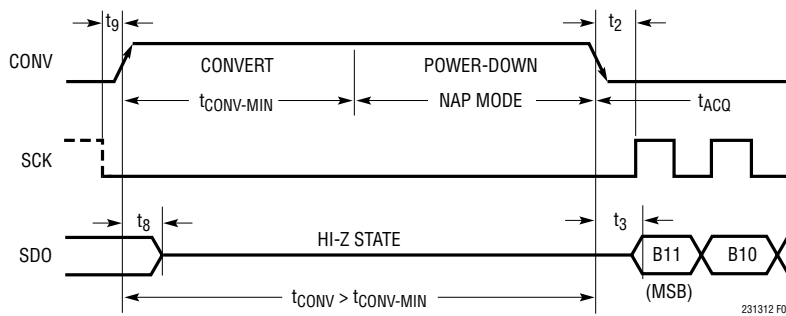 t9
t2
CONV
CONVERT
POWER-DOWN
tCONV-MIN
NAP MODE
tACQ
SCK
t8
t3
SDO
HI-Z STATE
B11
B10
(MSB)
tCONV > tCONV-MIN
231312 F0